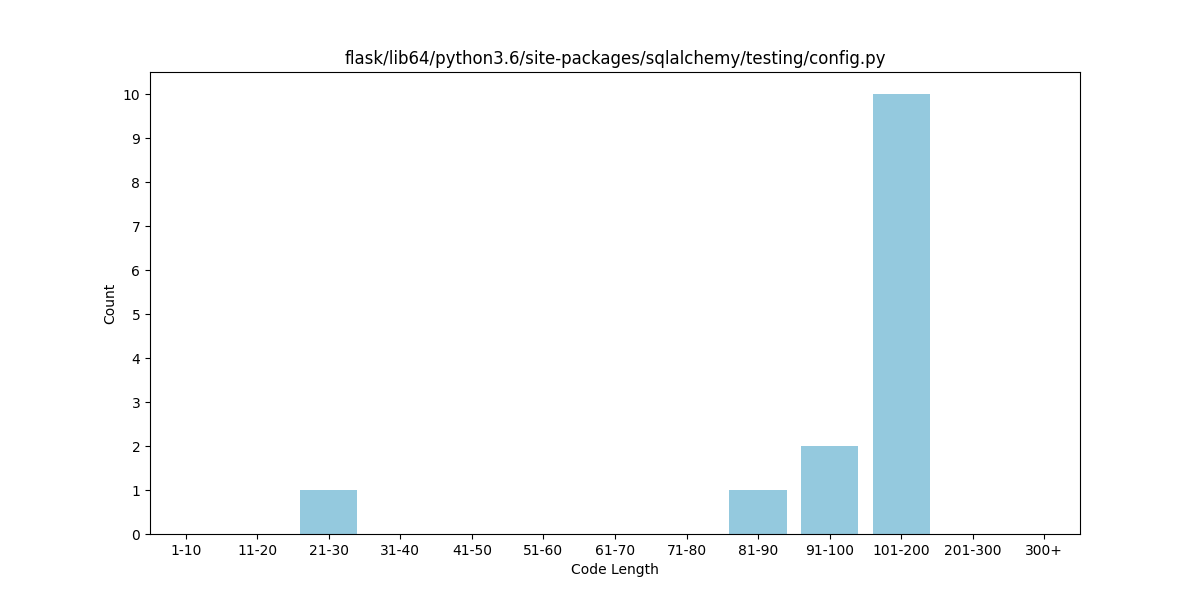 flask/lib64/python3.6/site-packages/sqlalchemy/testing/config.py
10
9
8
7
6
5
4
3
2
1
0
Count
1-10 11-20 21-30 31-40 41-50 51-60 61-70 71-80 81-90 91-100 101-200 201-300 300+
Code Length